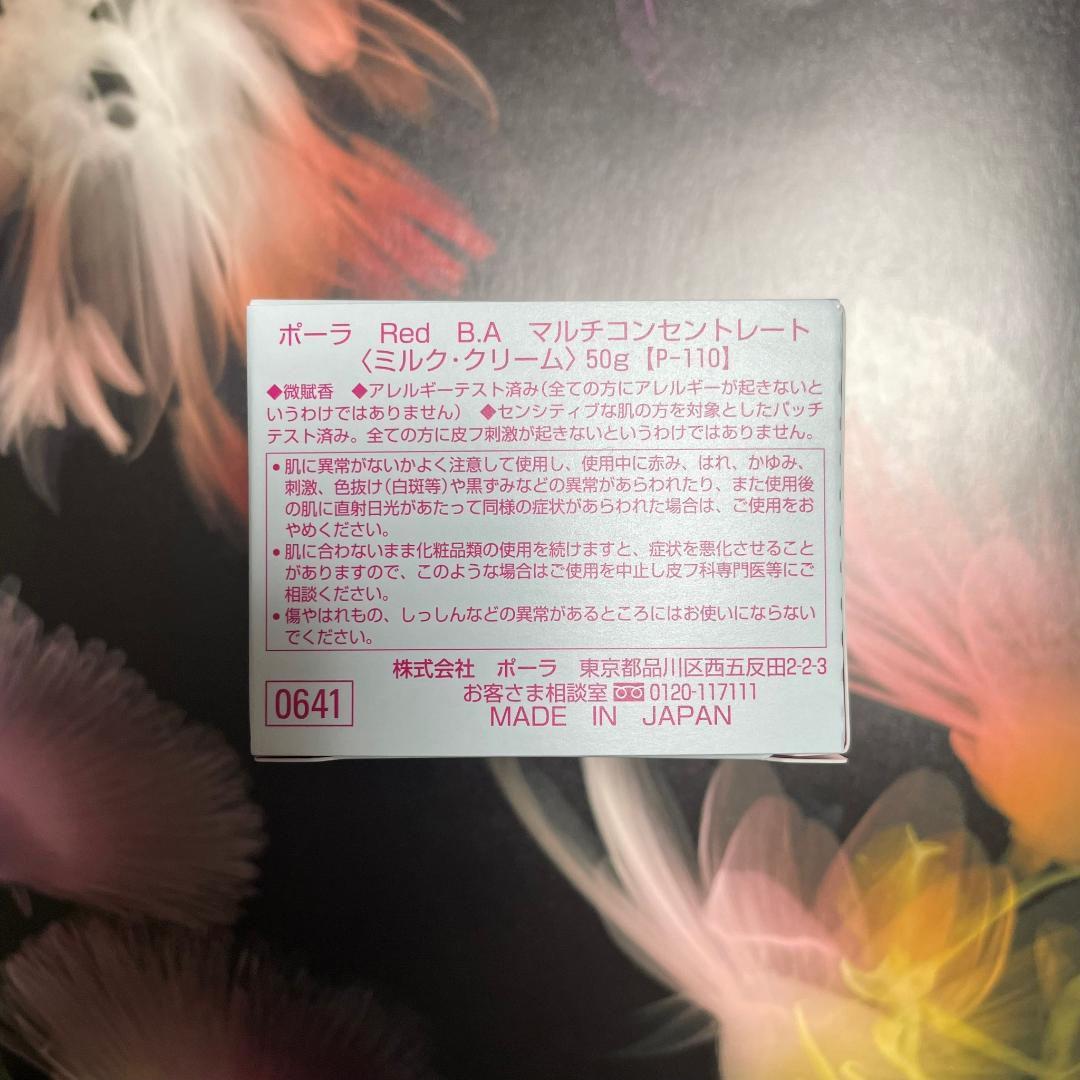 ポーラ Red B.A マルチコンセントレート
〈ミルク・クリーム〉50g【P-110】
◆微賦香 ◆アレルギーテスト済み(全ての方にアレルギーが起きないと
いうわけではありません) ◆センシティブな肌の方を対象としたパッチ
テスト済み。全ての方に皮フ刺激が起きないというわけではありません。
●肌に異常がないかよく注意して使用し、使用中に赤み、はれ、かゆみ、
刺激、色抜け(白斑等)や黒ずみなどの異常があらわれたり、また使用後
の肌に直射日光があたって同様の症状があらわれた場合は、ご使用をお
やめください。
●肌に合わないまま化粧品類の使用を続けますと、症状を悪化させること
がありますので、このような場合はご使用を中止し皮フ科専門医等にご
相談ください。
●傷やはれもの、しっしんなどの異常があるところにはお使いにならない
でください。
株式会社 ポーラ 東京都品川区西五反田2-2-3
お客さま相談室 0120-117111
MADE IN JAPAN
0641